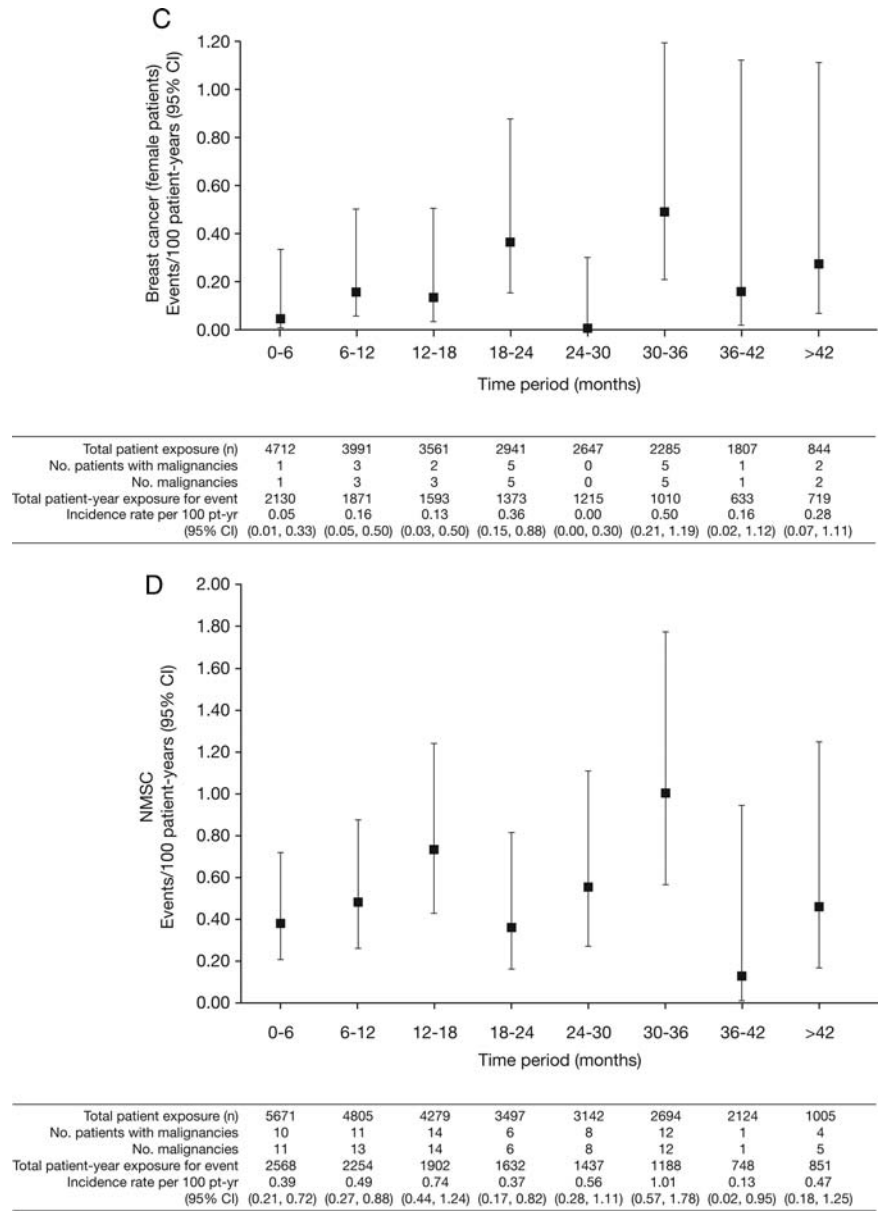 C
Breast cancer (female patients)
Events/100 patient-years (95% CI)
1.20
1.00
0.80
0.60
0.40
0.20
0.00
0-6 6-12 12-18 18-24 24-30 30-36 36-42 >42
Time period (months)
Total patient exposure (n) 4712 3991 3561 2941 2647 2285 1807 844
No. patients with malignancies 1 3 2 5 0 5 1 2
No. malignancies 1 3 3 5 0 5 1 2
Total patient-year exposure for event 2130 1871 1593 1373 1215 1010 633 719
Incidence rate per 100 pt-yr 0.05 0.16 0.13 0.36 0.00 0.50 0.16 0.28
(95% CI) (0.01, 0.33) (0.05, 0.50) (0.03, 0.50) (0.15, 0.88) (0.00, 0.30) (0.21, 1.19) (0.02, 1.12) (0.07, 1.11)
D
NMSC
Events/100 patient-years (95% CI)
2.00
1.80
1.60
1.40
1.20
1.00
0.80
0.60
0.40
0.20
0.00
0-6 6-12 12-18 18-24 24-30 30-36 36-42 >42
Time period (months)
Total patient exposure (n) 5671 4805 4279 3497 3142 2694 2124 1005
No. patients with malignancies 10 11 14 6 8 12 1 4
No. malignancies 11 13 14 6 8 12 1 5
Total patient-year exposure for event 2568 2254 1902 1632 1437 1188 748 851
Incidence rate per 100 pt-yr 0.39 0.49 0.74 0.37 0.56 1.01 0.13 0.47
(95% CI) (0.21, 0.72) (0.27, 0.88) (0.44, 1.24) (0.17, 0.82) (0.28, 1.11) (0.57, 1.78) (0.02, 0.95) (0.18, 1.25)